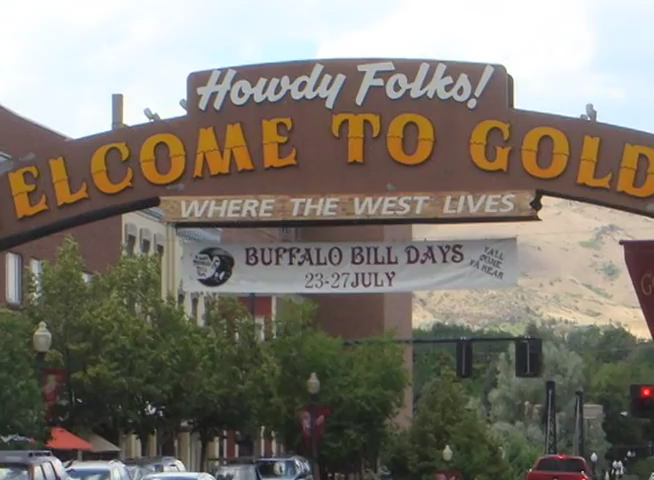 Howdy Folks!
ELCOME TO GOLD
WHERE THE WEST LIVES
BUFFALO BILL DAYS
23-27JULY
Y'ALL
COME
YA HEAR